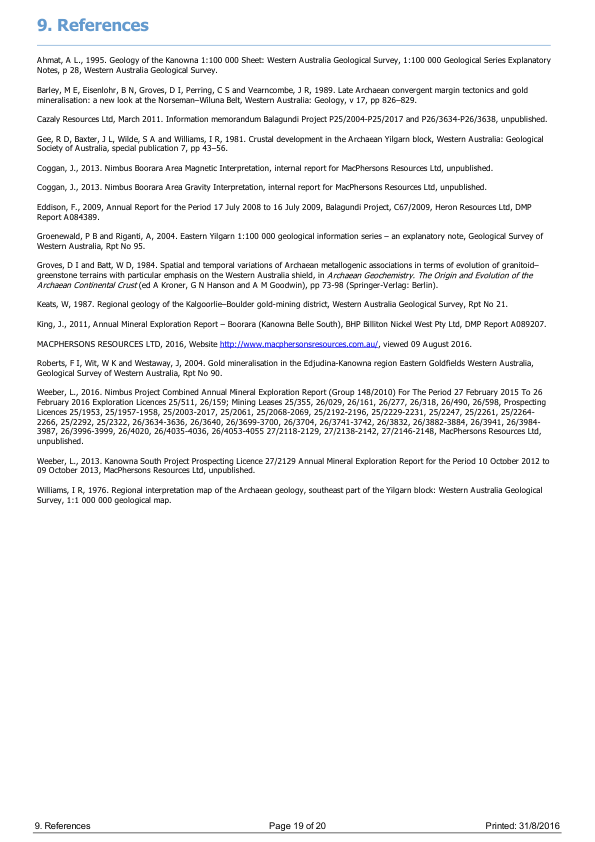 9. References
Ahmat, A L., 1995. Geology of the Kanowna 1:100 000 Sheet: Western Australia Geological Survey, 1:100 000 Geological Series Explanatory
Notes, p 28, Western Australia Geological Survey.
Barley, M E, Eisenlohr, B N, Groves, D I, Perring, C S and Vearncombe, J R, 1989. Late Archaean convergent margin tectonics and gold
mineralisation: a new look at the Norseman–Wiluna Belt, Western Australia: Geology, v 17, pp 826–829.
Cazaly Resources Ltd, March 2011. Information memorandum Balagundi Project P25/2004-P25/2017 and P26/3634-P26/3638, unpublished.
Gee, R D, Baxter, J L, Wilde, S A and Williams, I R, 1981. Crustal development in the Archaean Yilgarn block, Western Australia: Geological
Society of Australia, special publication 7, pp 43–56.
Coggan, J., 2013. Nimbus Boorara Area Magnetic Interpretation, internal report for MacPhersons Resources Ltd, unpublished.
Coggan, J., 2013. Nimbus Boorara Area Gravity Interpretation, internal report for MacPhersons Resources Ltd, unpublished.
Eddison, F., 2009, Annual Report for the Period 17 July 2008 to 16 July 2009, Balagundi Project, C67/2009, Heron Resources Ltd, DMP
Report A084389.
Groenewald, P B and Riganti, A, 2004. Eastern Yilgarn 1:100 000 geological information series – an explanatory note, Geological Survey of
Western Australia, Rpt No 95.
Groves, D I and Batt, W D, 1984. Spatial and temporal variations of Archaean metallogenic associations in terms of evolution of granitoid–
greenstone terrains with particular emphasis on the Western Australia shield, in Archaean Geochemistry. The Origin and Evolution of the
Archaean Continental Crust (ed A Kroner, G N Hanson and A M Goodwin), pp 73-98 (Springer-Verlag: Berlin).
Keats, W, 1987. Regional geology of the Kalgoorlie–Boulder gold-mining district, Western Australia Geological Survey, Rpt No 21.
King, J., 2011, Annual Mineral Exploration Report – Boorara (Kanowna Belle South), BHP Billiton Nickel West Pty Ltd, DMP Report A089207.
MACPHERSONS RESOURCES LTD, 2016, Website http://www.macphersonsresources.com.au/, viewed 09 August 2016.
Roberts, F I, Wit, W K and Westaway, J, 2004. Gold mineralisation in the Edjudina-Kanowna region Eastern Goldfields Western Australia,
Geological Survey of Western Australia, Rpt No 90.
Weeber, L., 2016. Nimbus Project Combined Annual Mineral Exploration Report (Group 148/2010) For The Period 27 February 2015 To 26
February 2016 Exploration Licences 25/511, 26/159; Mining Leases 25/355, 26/029, 26/161, 26/277, 26/318, 26/490, 26/598, Prospecting
Licences 25/1953, 25/1957-1958, 25/2003-2017, 25/2061, 25/2068-2069, 25/2192-2196, 25/2229-2231, 25/2247, 25/2261, 25/2264-
2266, 25/2292, 25/2322, 26/3634-3636, 26/3640, 26/3699-3700, 26/3704, 26/3741-3742, 26/3832, 26/3882-3884, 26/3941, 26/3984-
3987, 26/3996-3999, 26/4020, 26/4035-4036, 26/4053-4055 27/2118-2129, 27/2138-2142, 27/2146-2148, MacPhersons Resources Ltd,
unpublished.
Weeber, L., 2013. Kanowna South Project Prospecting Licence 27/2129 Annual Mineral Exploration Report for the Period 10 October 2012 to
09 October 2013, MacPhersons Resources Ltd, unpublished.
Williams, I R, 1976. Regional interpretation map of the Archaean geology, southeast part of the Yilgarn block: Western Australia Geological
Survey, 1:1 000 000 geological map.
9. References Page 19 of 20 Printed: 31/8/2016